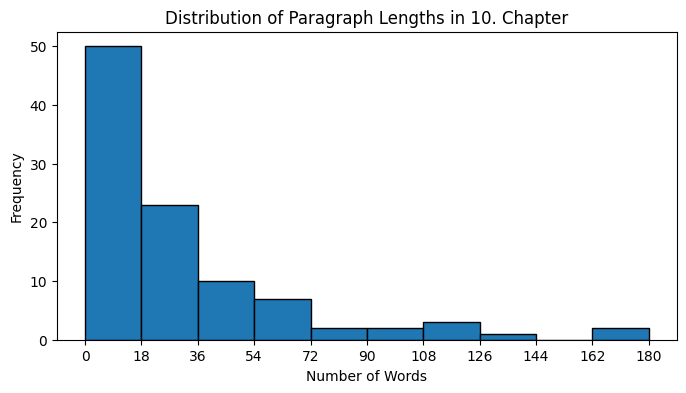 Distribution of Paragraph Lengths in 10. Chapter
50
40
30
20
10
0
Frequency
0 18 36 54 72 90 108 126 144 162 180
Number of Words